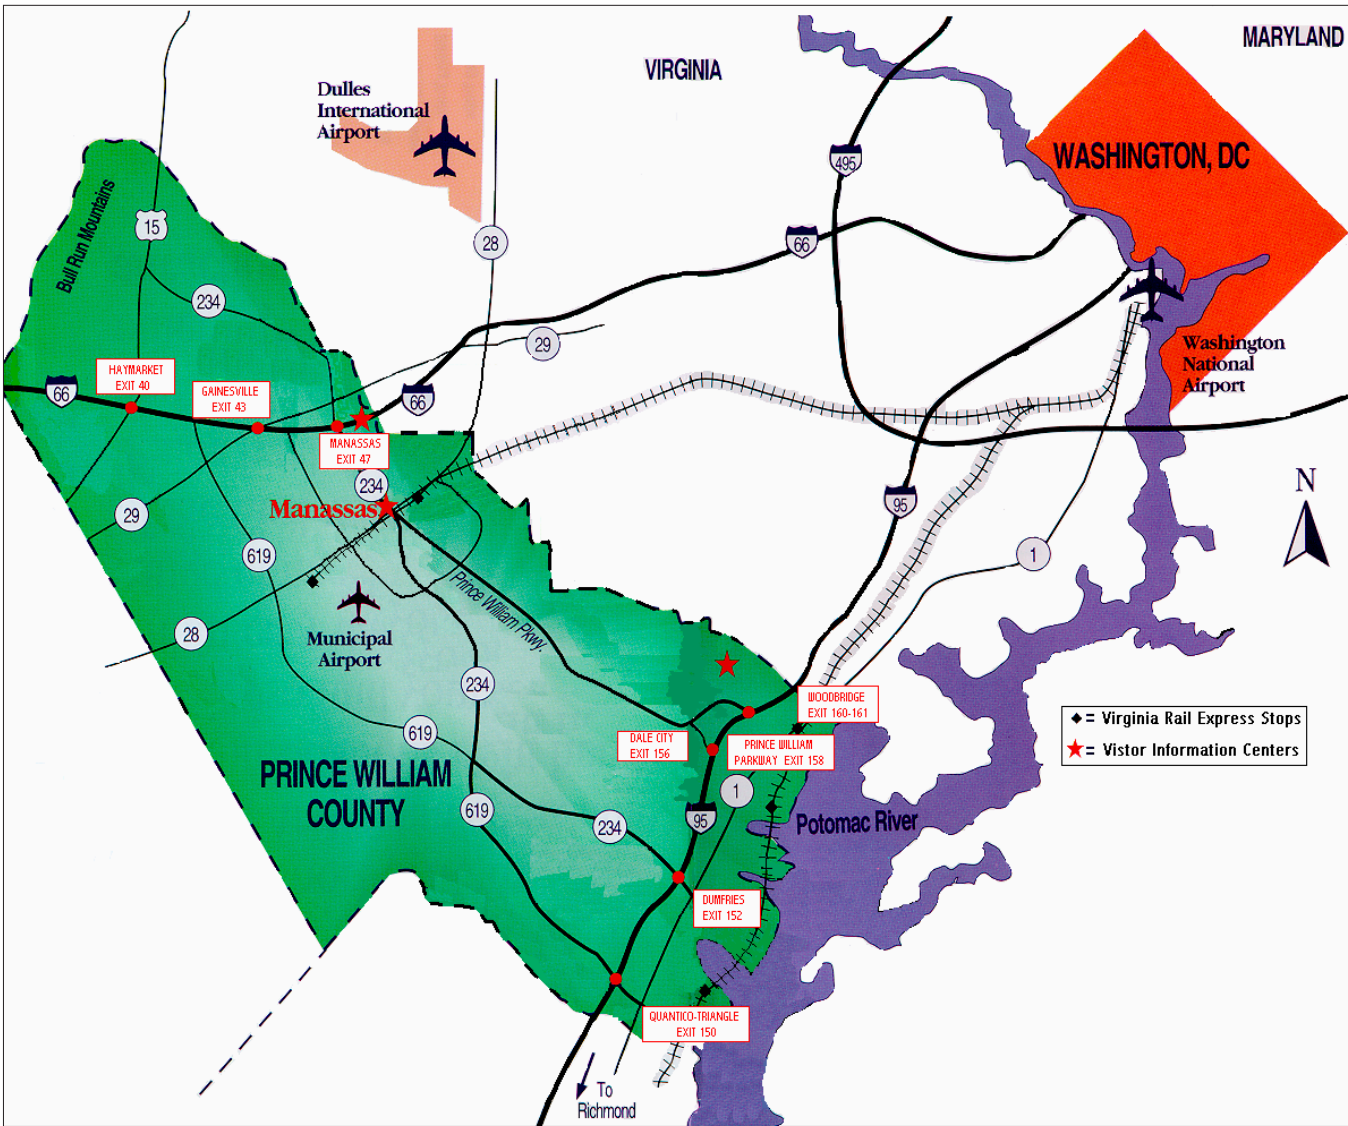 MARYLAND
VIRGINIA
Dulles
International
Airport
WASHINGTON, DC
495
Bull Run Mountains
15
28
66
234
29
Washington
National
Airport
HAYMARKET
EXIT 40
GAINESVILLE
EXIT 43
66
66
MANASSAS
EXIT 47
234
N
Manassas
95
29
619
1
Prince William Pkwy.
28
Municipal
Airport
234
WOODBRIDGE
EXIT 160-161
= Virginia Rail Express Stops
= Vistor Information Centers
619
DALE CITY
EXIT 156
PRINCE WILLIAM
PARKWAY EXIT 158
PRINCE WILLIAM
COUNTY
1
619
95
234
Potomac River
DUMFRIES
EXIT 152
QUANTICO-TRIANGLE
EXIT 150
To
Richmond